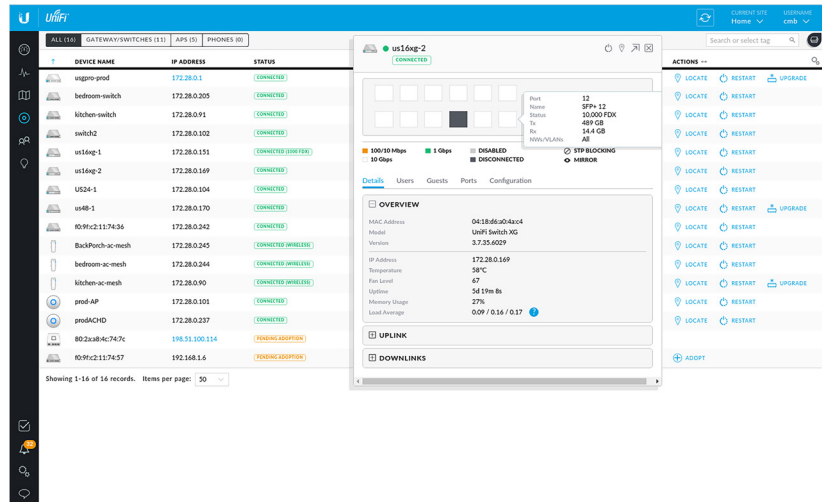 U UniFi CURRENT SITE USERNAME
Home cmb
ALL (16) GATEWAY/SWITCHES (11) APS (5) PHONES (0) Search or select tag
DEVICE NAME IP ADDRESS STATUS ACTIONS
usgpro-prod 172.28.0.1 CONNECTED LOCATE RESTART UPGRADE
bedroom-switch 172.28.0.205 CONNECTED LOCATE RESTART
kitchen-switch 172.28.0.91 CONNECTED LOCATE RESTART
switch2 172.28.0.102 CONNECTED LOCATE RESTART
us16xg-1 172.28.0.151 CONNECTED (1000 FDX) LOCATE RESTART
us16xg-2 172.28.0.169 CONNECTED LOCATE RESTART
US24-1 172.28.0.104 CONNECTED LOCATE RESTART
us48-1 172.28.0.170 CONNECTED LOCATE RESTART UPGRADE
f0:9f:c2:11:74:36 172.28.0.242 CONNECTED LOCATE RESTART
BackPorch-ac-mesh 172.28.0.245 CONNECTED (WIRELESS) LOCATE RESTART
bedroom-ac-mesh 172.28.0.244 CONNECTED (WIRELESS) LOCATE RESTART
kitchen-ac-mesh 172.28.0.90 CONNECTED (WIRELESS) LOCATE RESTART UPGRADE
prod-AP 172.28.0.101 CONNECTED LOCATE RESTART
prodACHD 172.28.0.237 CONNECTED LOCATE RESTART
80:2a:a8:4c:74:7c 198.51.100.114 PENDING ADOPTION
f0:9f:c2:11:74:57 192.168.1.6 PENDING ADOPTION ADOPT
Showing 1-16 of 16 records. Items per page: 50
us16xg-2
CONNECTED
Port 12
Name SFP+ 12
Status 10,000 FDX
Tx 489 GB
Rx 14.4 GB
NWs/VLANs All
100/10 Mbps 1 Gbps DISABLED STP BLOCKING
10 Gbps DISCONNECTED MIRROR
Details Users Guests Ports Configuration
OVERVIEW
MAC Address 04:18:d6:a0:4a:c4
Model UniFi Switch XG
Version 3.7.35.6029
IP Address 172.28.0.169
Temperature 58°C
Fan Level 67
Uptime 5d 19m 8s
Memory Usage 27%
Load Average 0.09 / 0.16 / 0.17 ?
UPLINK
DOWNLINKS